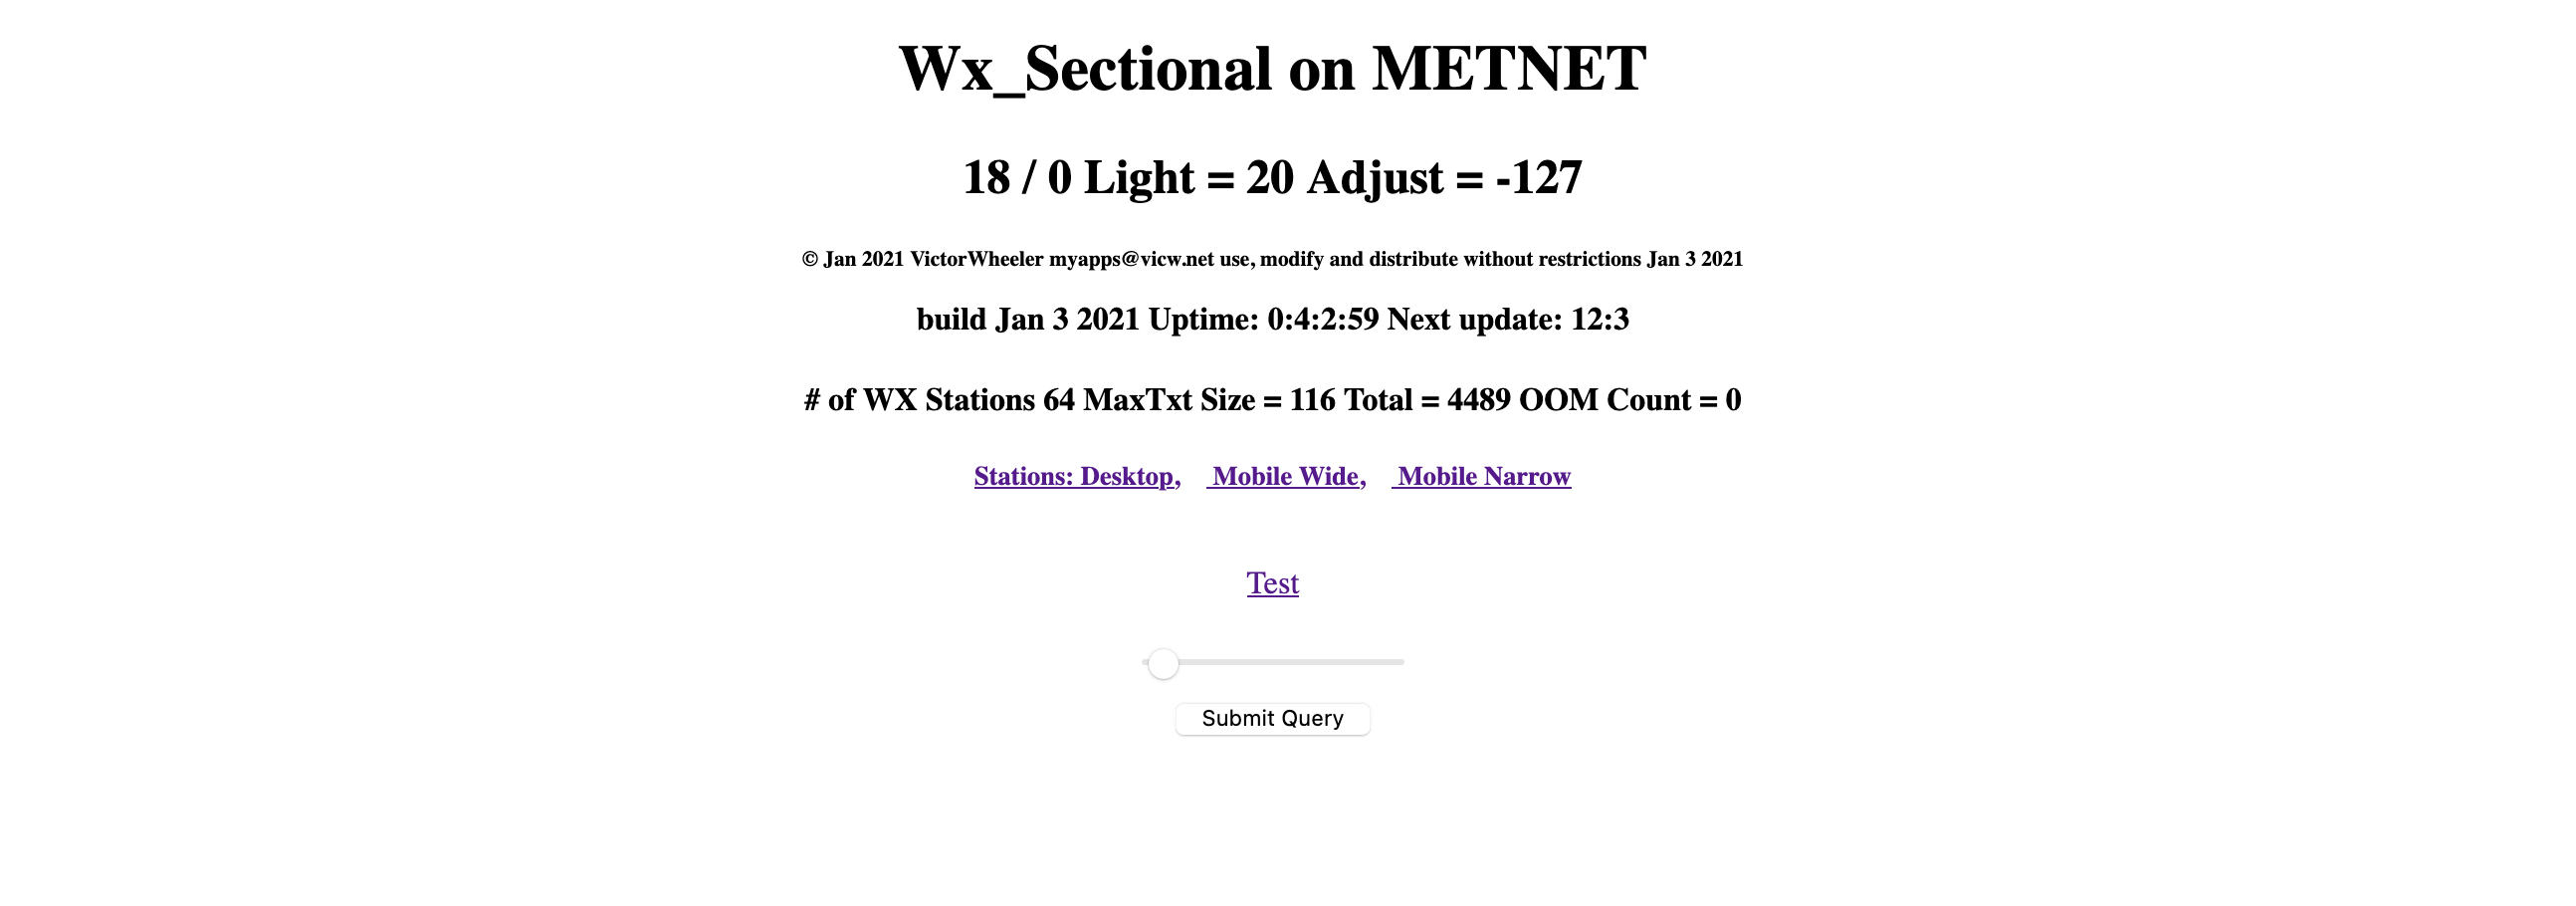 Wx_Sectional on METNET
18 / 0 Light = 20 Adjust = -127
© Jan 2021 VictorWheeler myapps@vicw.net use, modify and distribute without restrictions Jan 3 2021
build Jan 3 2021 Uptime: 0:4:2:59 Next update: 12:3
# of WX Stations 64 MaxTxt Size = 116 Total = 4489 OOM Count = 0
Stations: Desktop, Mobile Wide, Mobile Narrow
Test
Submit Query